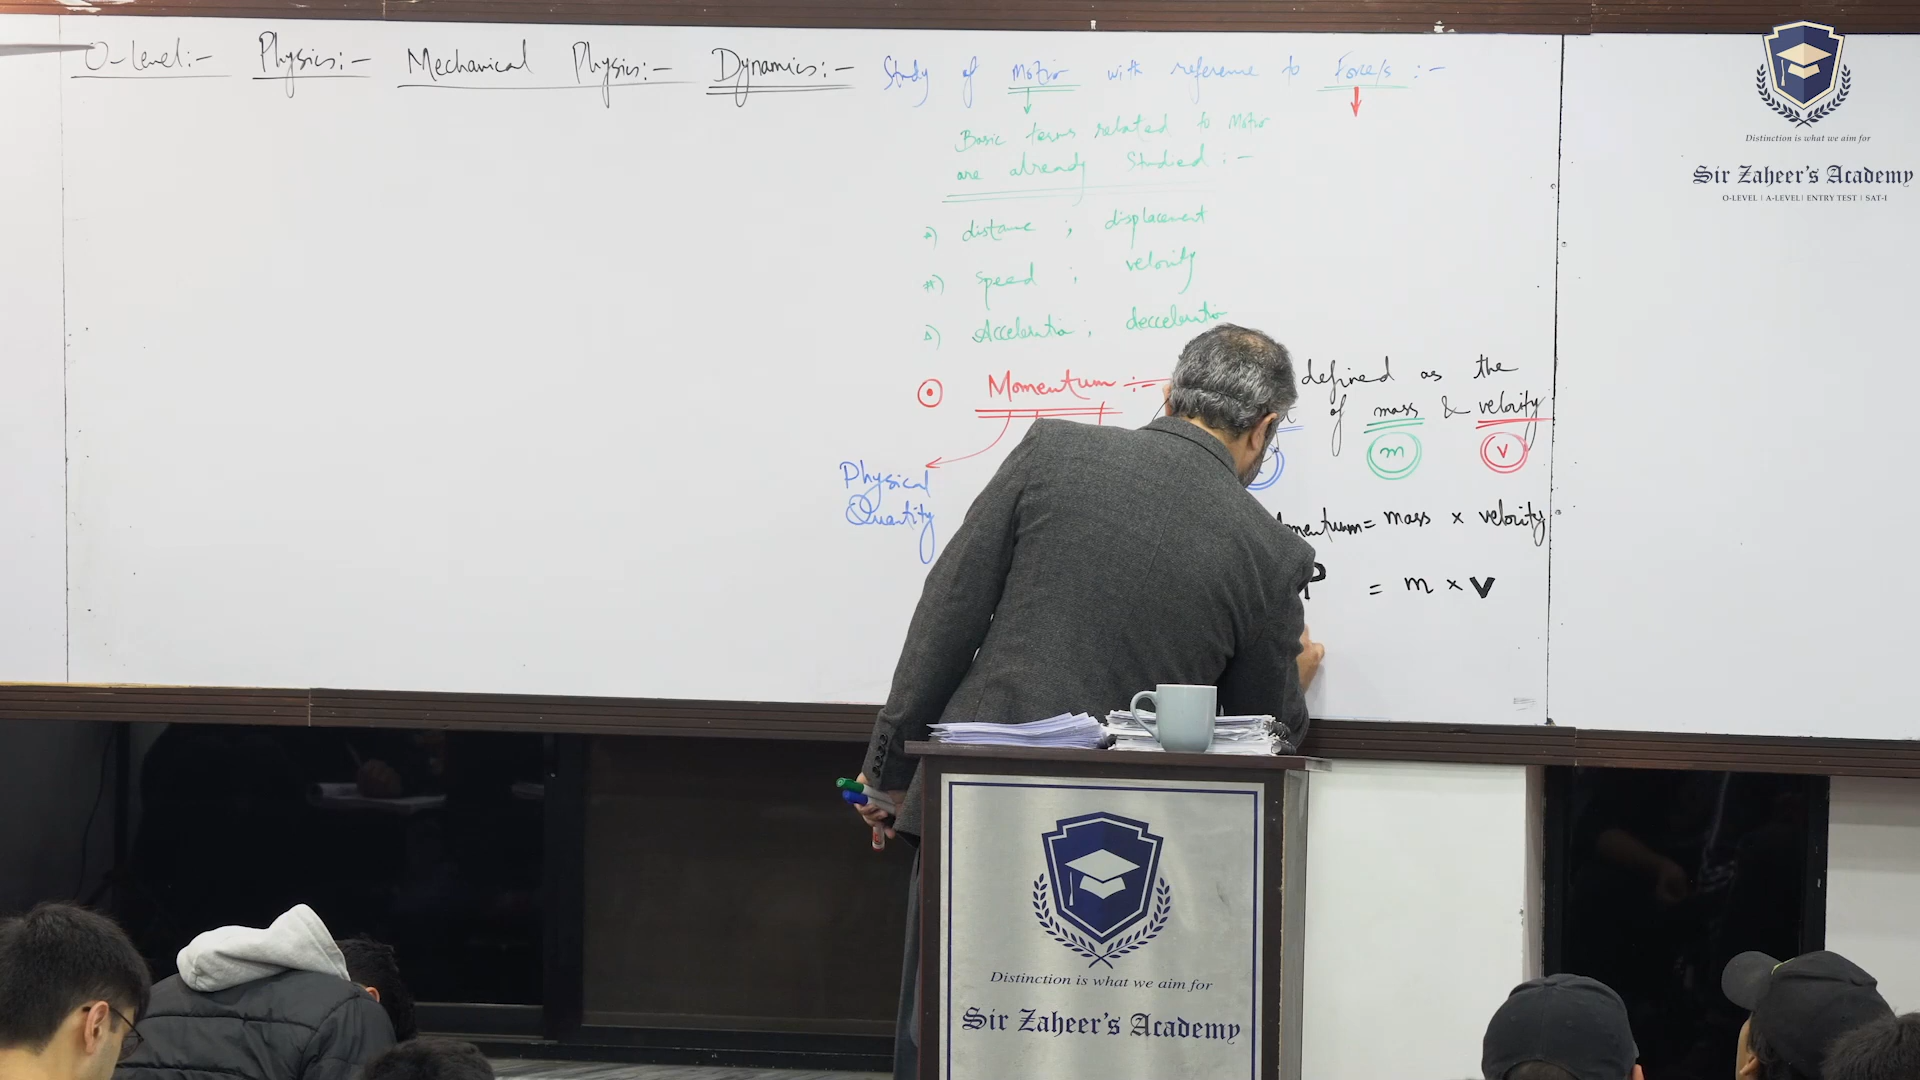 O-level:- Physics:- Mechanical Physics:- Dynamics:- Study of Motion with reference to Force/s :-
Basic terms related to Motion
are already Studied :-
distance ; displacement
speed ; velocity
Acceleration ; decceleration
Momentum :- defined as the
of mass & velocity
m v
Physical
Quantity
mentum = mass x velocity
P = m x v
Distinction is what we aim for
Sir Zaheer's Academy
O-LEVEL | A-LEVEL | ENTRY TEST | SAT-I
Distinction is what we aim for
Sir Zaheer's Academy